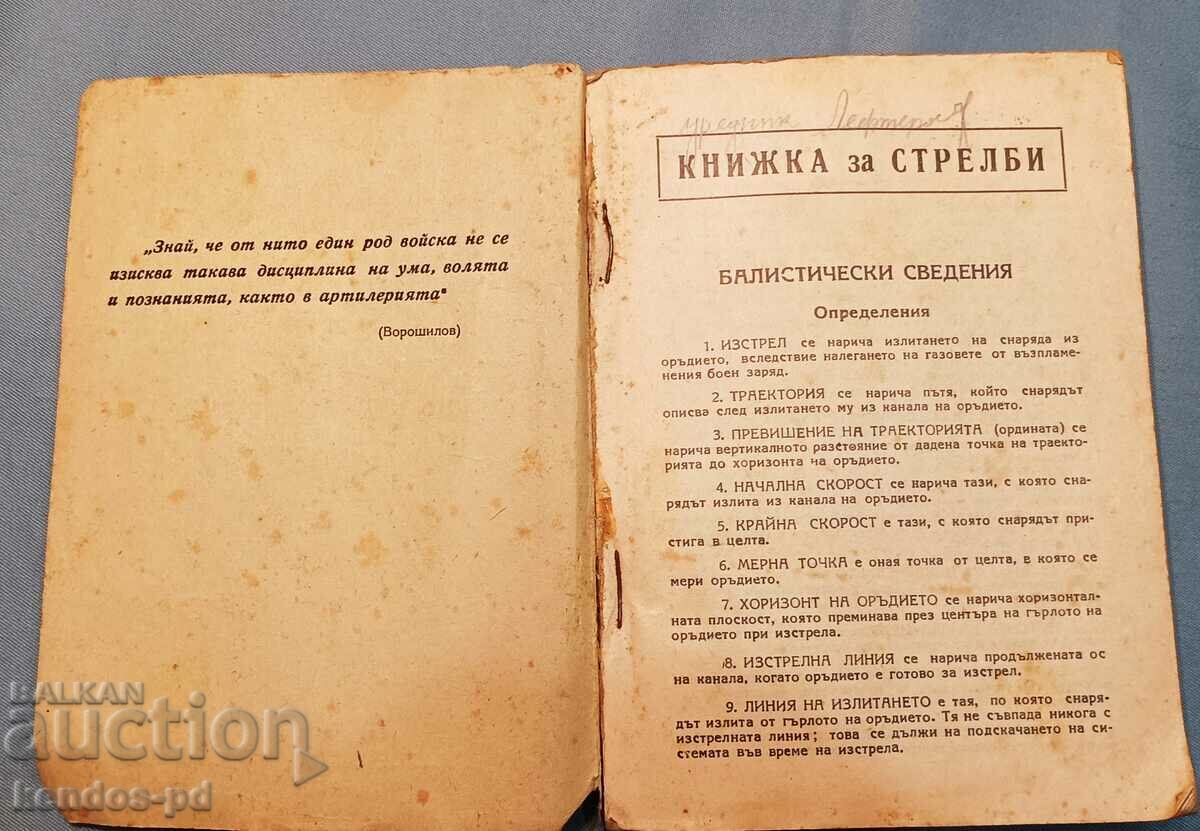 „Знай, че от нито един род войска не се
изисква такава дисциплина на ума, волята
и познанията, както в артилерията"
(Ворошилов)
уредник
КНИЖКА за СТРЕЛБИ
БАЛИСТИЧЕСКИ СВЕДЕНИЯ
Определения
1. ИЗСТРЕЛ се нарича излитането на снаряда из
оръдието, вследствие налегането на газовете от възпламе-
нения боен заряд.
2. ТРАЕКТОРИЯ се нарича пътя, който снарядът
описва след излитането му из канала на оръдието.
3. ПРЕВИШЕНИЕ НА ТРАЕКТОРИЯТА (ордината) се
нарича вертикалното разстояние от дадена точка на траекто-
рията до хоризонта на оръдието.
4. НАЧАЛНА СКОРОСТ се нарича тази, с която сна-
рядът излита из канала на оръдието.
5. КРАЙНА СКОРОСТ е тази, с която снарядът при-
стига в целта.
6. МЕРНА ТОЧКА е оная точка от целта, в която се
мери оръдието.
7. ХОРИЗОНТ НА ОРЪДИЕТО се нарича хоризонтал-
ната плоскост, която преминава през центъра на гърлото на
оръдието при изстрела.
8. ИЗСТРЕЛНА ЛИНИЯ се нарича продължената ос
на канала, когато оръдието е готово за изстрел.
9. ЛИНИЯ НА ИЗЛИТАНЕТО е тая, по която снаря-
дът излита от гърлото на оръдието. Тя не съвпада никога с
изстрелната линия; това се дължи на подскачането на си-
стемата във време на изстрела.
BALKAN
auction
kendos-pd